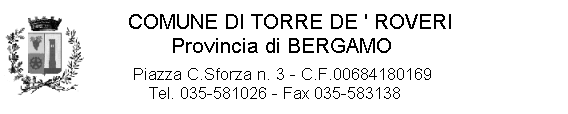 COMUNE DI TORRE DE ' ROVERI
Provincia di BERGAMO
Piazza C.Sforza n. 3 - C.F.00684180169
Tel. 035-581026 - Fax 035-583138